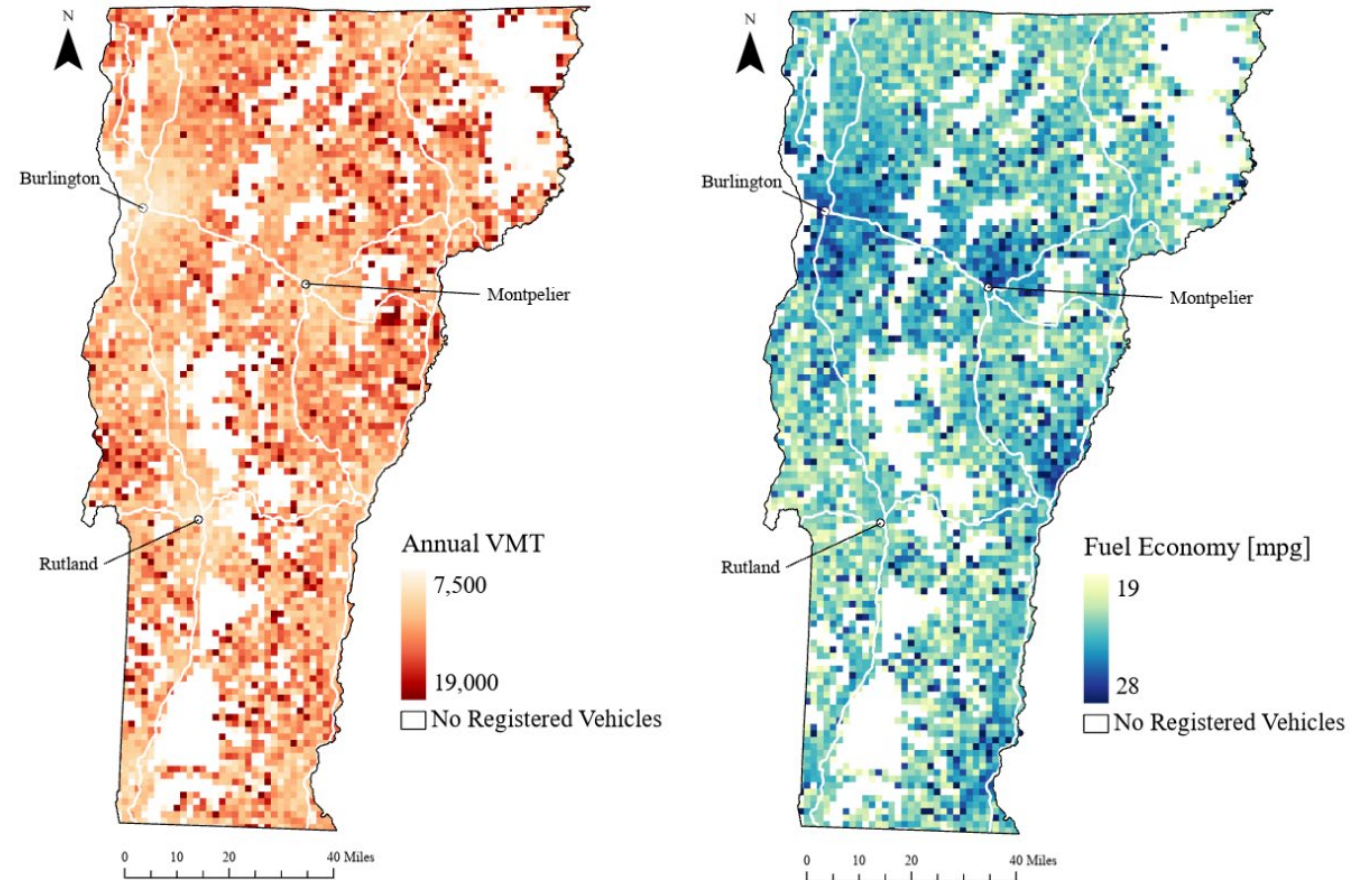 N
Burlington
Montpelier
Rutland
Annual VMT
7,500
19,000
No Registered Vehicles
0 10 20 40 Miles
N
Burlington
Montpelier
Rutland
Fuel Economy [mpg]
19
28
No Registered Vehicles
0 10 20 40 Miles